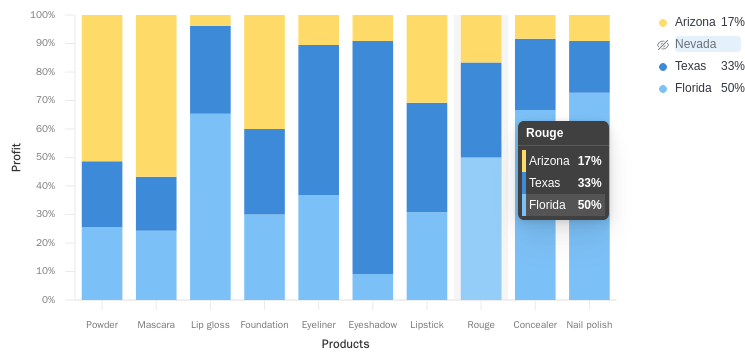 Profit
100%
90%
80%
70%
60%
50%
40%
30%
20%
10%
0%
Powder Mascara Lip gloss Foundation Eyeliner Eyeshadow Lipstick Rouge Concealer Nail polish
Products
Rouge
Arizona 17%
Texas 33%
Florida 50%
Arizona 17%
Nevada
Texas 33%
Florida 50%